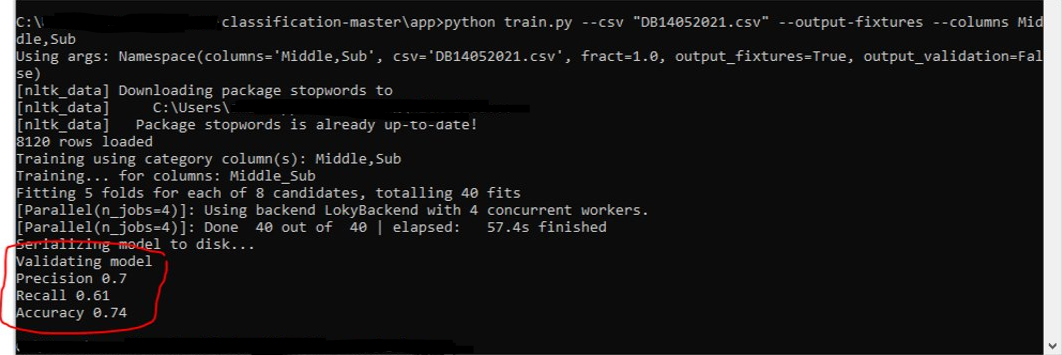 C:\ classification-master\app>python train.py --csv "DB14052021.csv" --output-fixtures --columns Mid
dle,Sub
Using args: Namespace(columns='Middle,Sub', csv='DB14052021.csv', fract=1.0, output_fixtures=True, output_validation=Fal
se)
[nltk_data] Downloading package stopwords to
[nltk_data]     C:\Users\
[nltk_data]   Package stopwords is already up-to-date!
8120 rows loaded
Training using category column(s): Middle,Sub
Training... for columns: Middle_Sub
Fitting 5 folds for each of 8 candidates, totalling 40 fits
[Parallel(n_jobs=4)]: Using backend LokyBackend with 4 concurrent workers.
[Parallel(n_jobs=4)]: Done  40 out of  40 | elapsed:   57.4s finished
Serializing model to disk...
Validating model
Precision 0.7
Recall 0.61
Accuracy 0.74